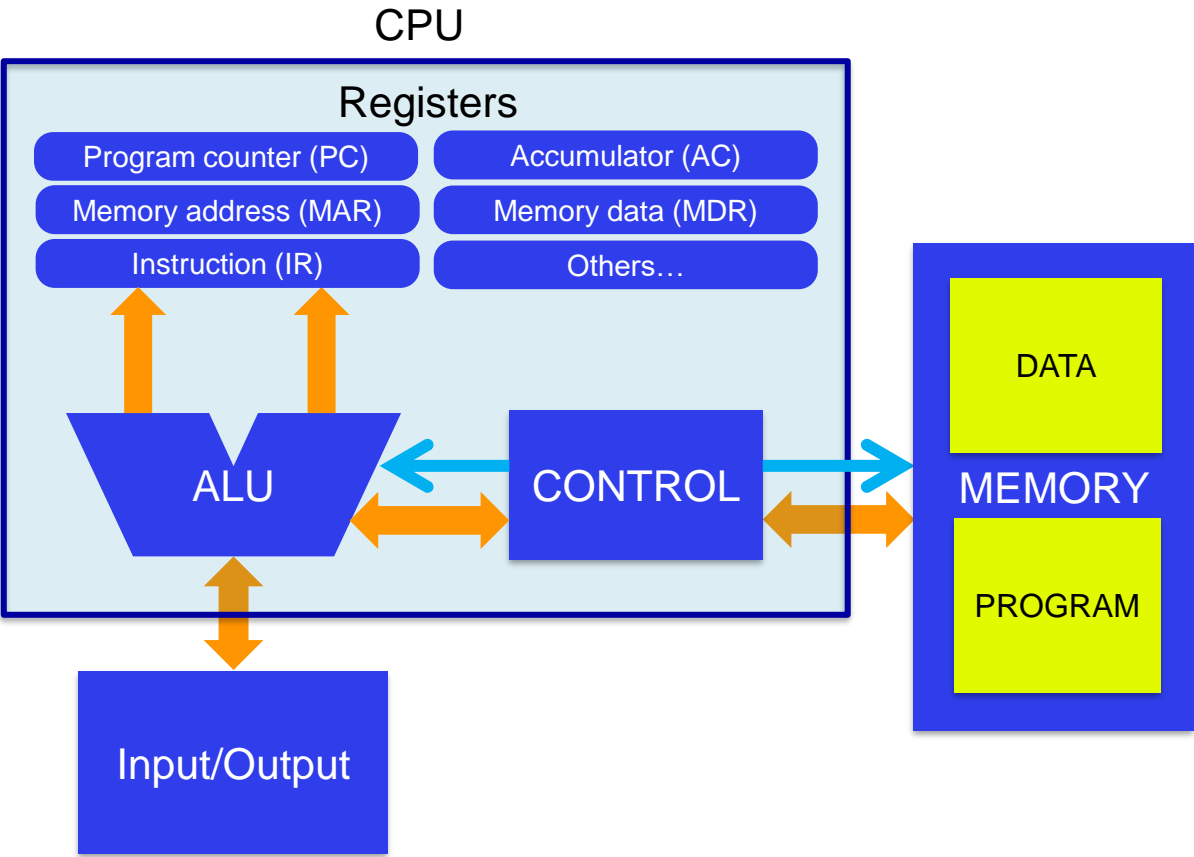 CPU
Registers
Program counter (PC)
Accumulator (AC)
Memory address (MAR)
Memory data (MDR)
Instruction (IR)
Others…
DATA
ALU
CONTROL
MEMORY
PROGRAM
Input/Output